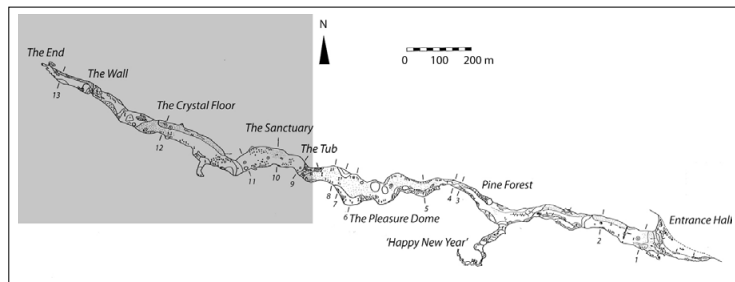 N
0 100 200 m
The End
The Wall
13
The Crystal Floor
12
The Sanctuary
11
10
The Tub
9
8
7
6
The Pleasure Dome
5
4
3
Pine Forest
'Happy New Year'
2
Entrance Hall
1